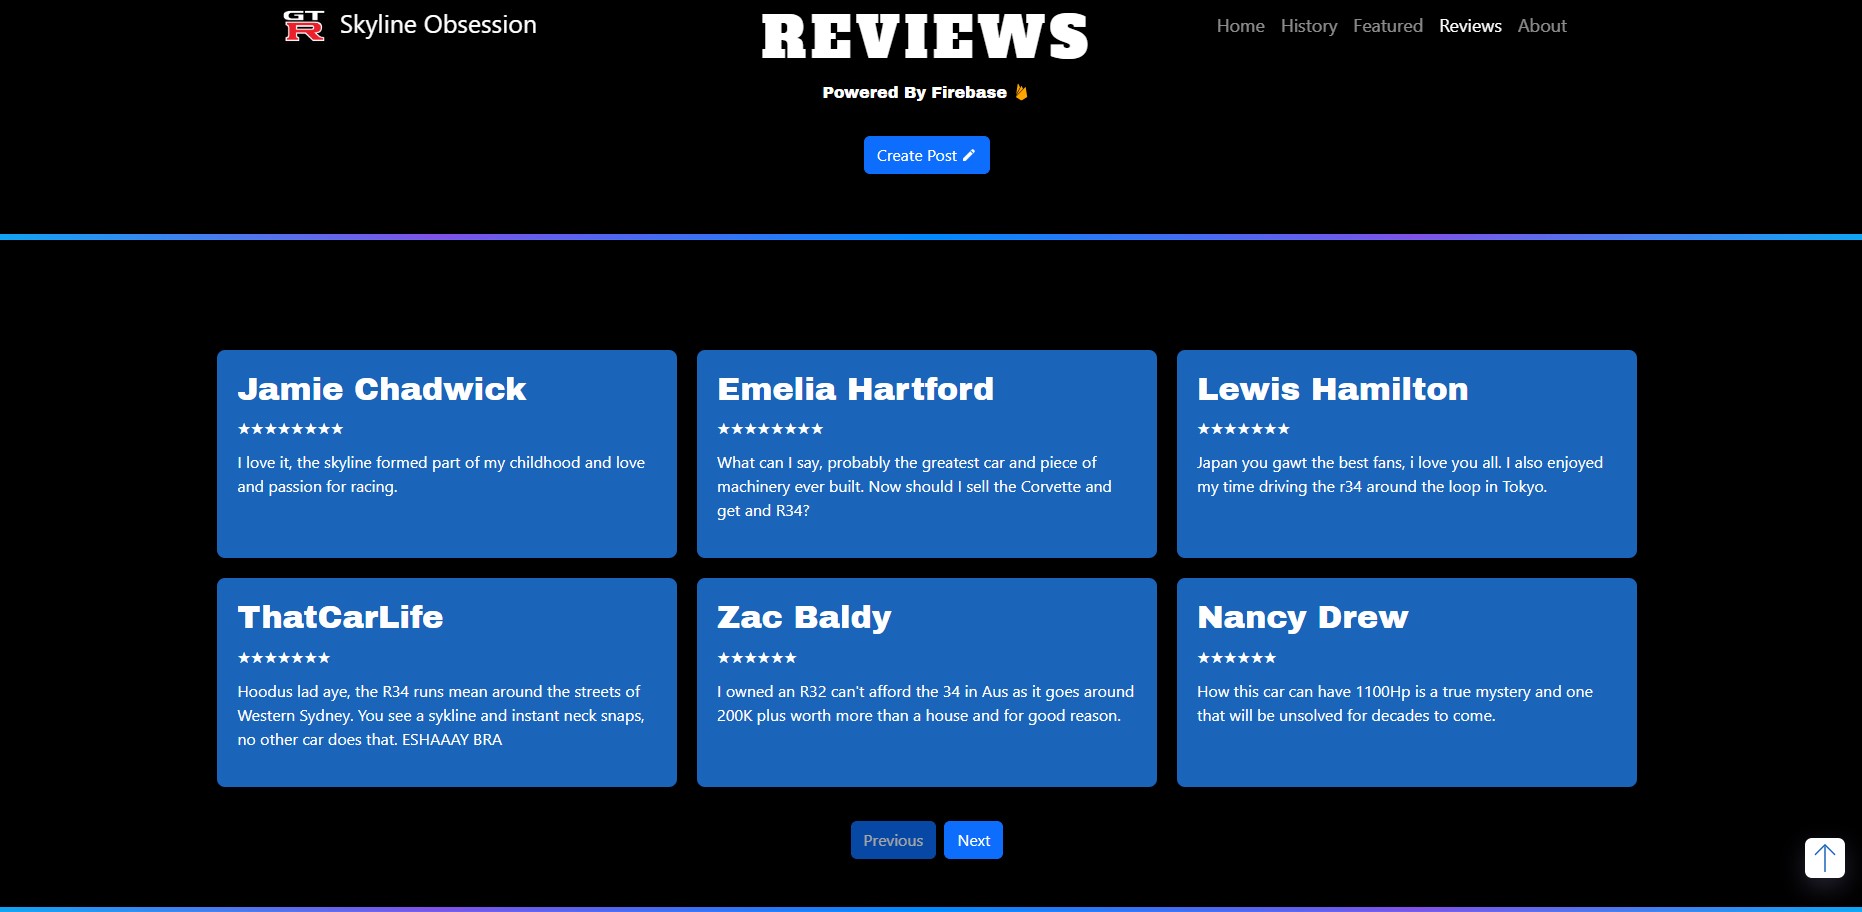 GT
R
Skyline Obsession
REVIEWS
Home History Featured Reviews About
Powered By Firebase
Create Post
Jamie Chadwick
★★★★★★★★
I love it, the skyline formed part of my childhood and love
and passion for racing.
Emelia Hartford
★★★★★★★★
What can I say, probably the greatest car and piece of
machinery ever built. Now should I sell the Corvette and
get and R34?
Lewis Hamilton
★★★★★★★
Japan you gawt the best fans, i love you all. I also enjoyed
my time driving the r34 around the loop in Tokyo.
ThatCarLife
★★★★★★★
Hoodus lad aye, the R34 runs mean around the streets of
Western Sydney. You see a sykline and instant neck snaps,
no other car does that. ESHAAAY BRA
Zac Baldy
★★★★★★
I owned an R32 can't afford the 34 in Aus as it goes around
200K plus worth more than a house and for good reason.
Nancy Drew
★★★★★★
How this car can have 1100Hp is a true mystery and one
that will be unsolved for decades to come.
Previous
Next